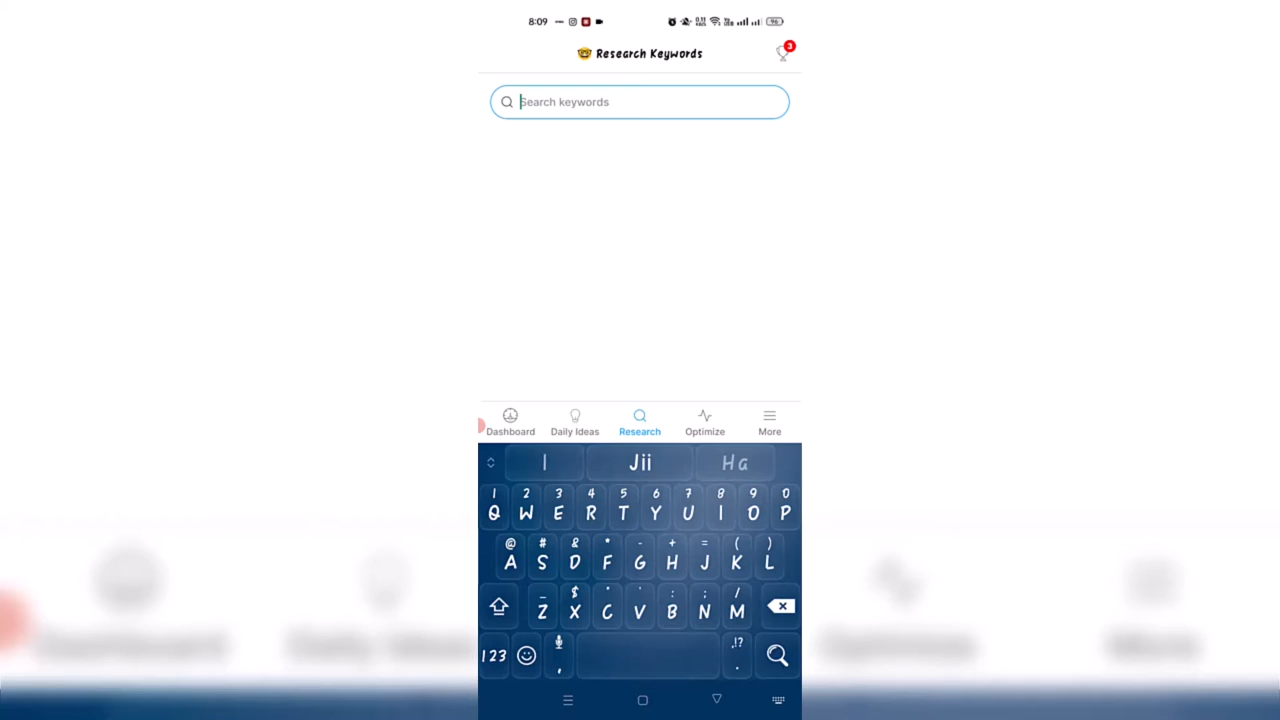 8:09 96
🤓 Research Keywords 3
Search keywords
Dashboard Daily Ideas Research Optimize More
I Jii Ha
1 2 3 4 5 6 7 8 9 0
Q W E R T Y U I O P
@ # & * - + = ( )
A S D F G H J K L
_ $ " ' : ; /
Z X C V B N M
,!?
123 , .